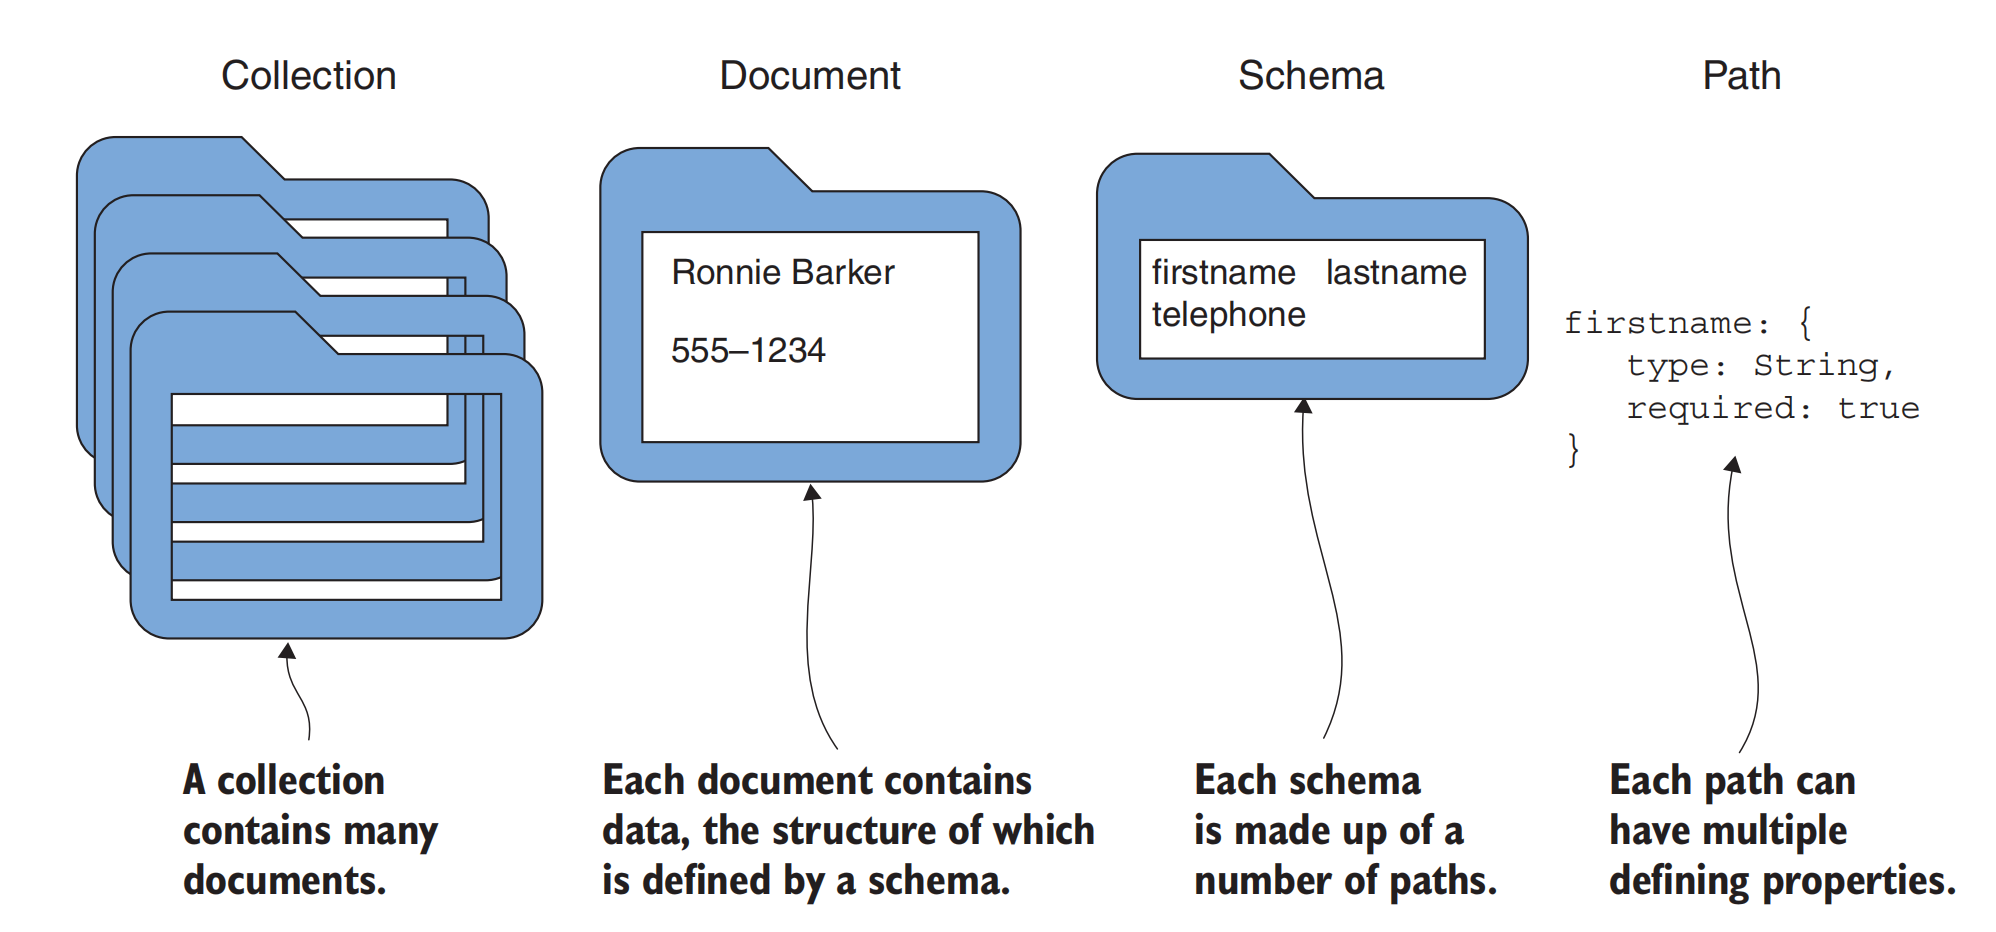 Collection
Document
Schema
Path
Ronnie Barker
555–1234
firstname lastname
telephone
firstname: {
type: String,
required: true
}
A collection
contains many
documents.
Each document contains
data, the structure of which
is defined by a schema.
Each schema
is made up of a
number of paths.
Each path can
have multiple
defining properties.